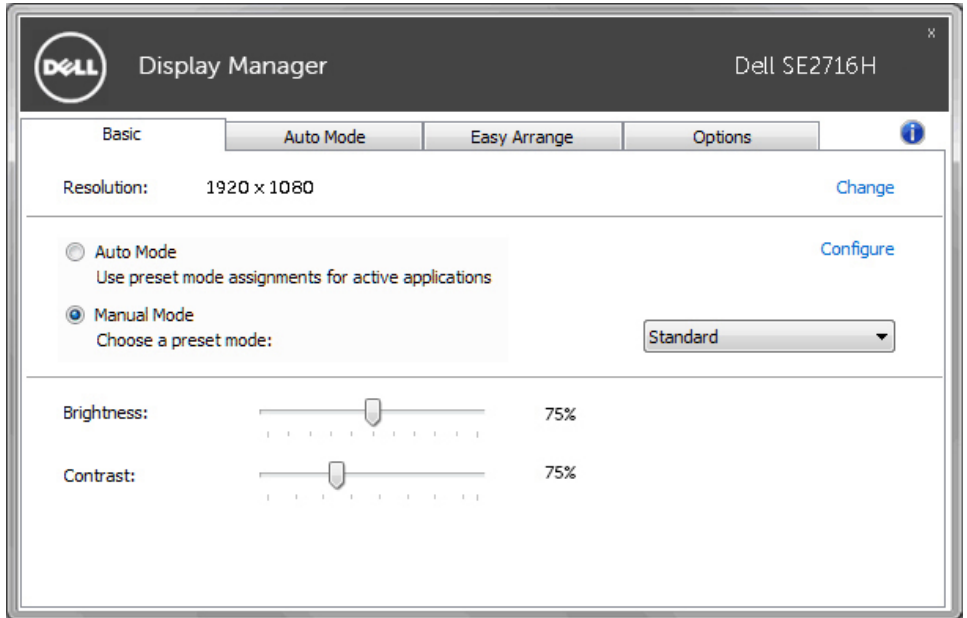 DELL Display Manager Dell SE2716H x
Basic Auto Mode Easy Arrange Options i
Resolution: 1920 x 1080 Change
Auto Mode Configure
Use preset mode assignments for active applications
Manual Mode
Choose a preset mode: Standard
Brightness: 75%
Contrast: 75%